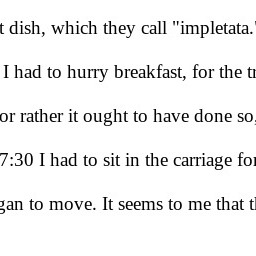 t dish, which they call "impletata."
I had to hurry breakfast, for the tr
or rather it ought to have done so,
7:30 I had to sit in the carriage for
gan to move. It seems to me that th